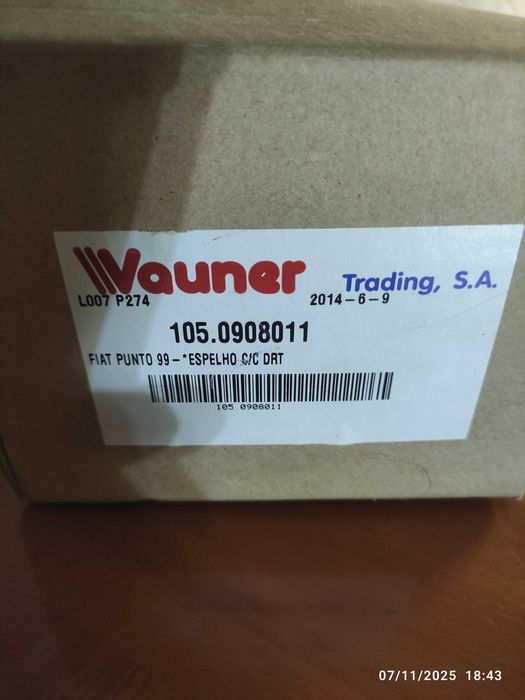 Wauner Trading, S.A.
L007 P274 2014-6-9
105.0908011
FIAT PUNTO 99-*ESPELHO C/C DRT
105 0908011
07/11/2025 18:43